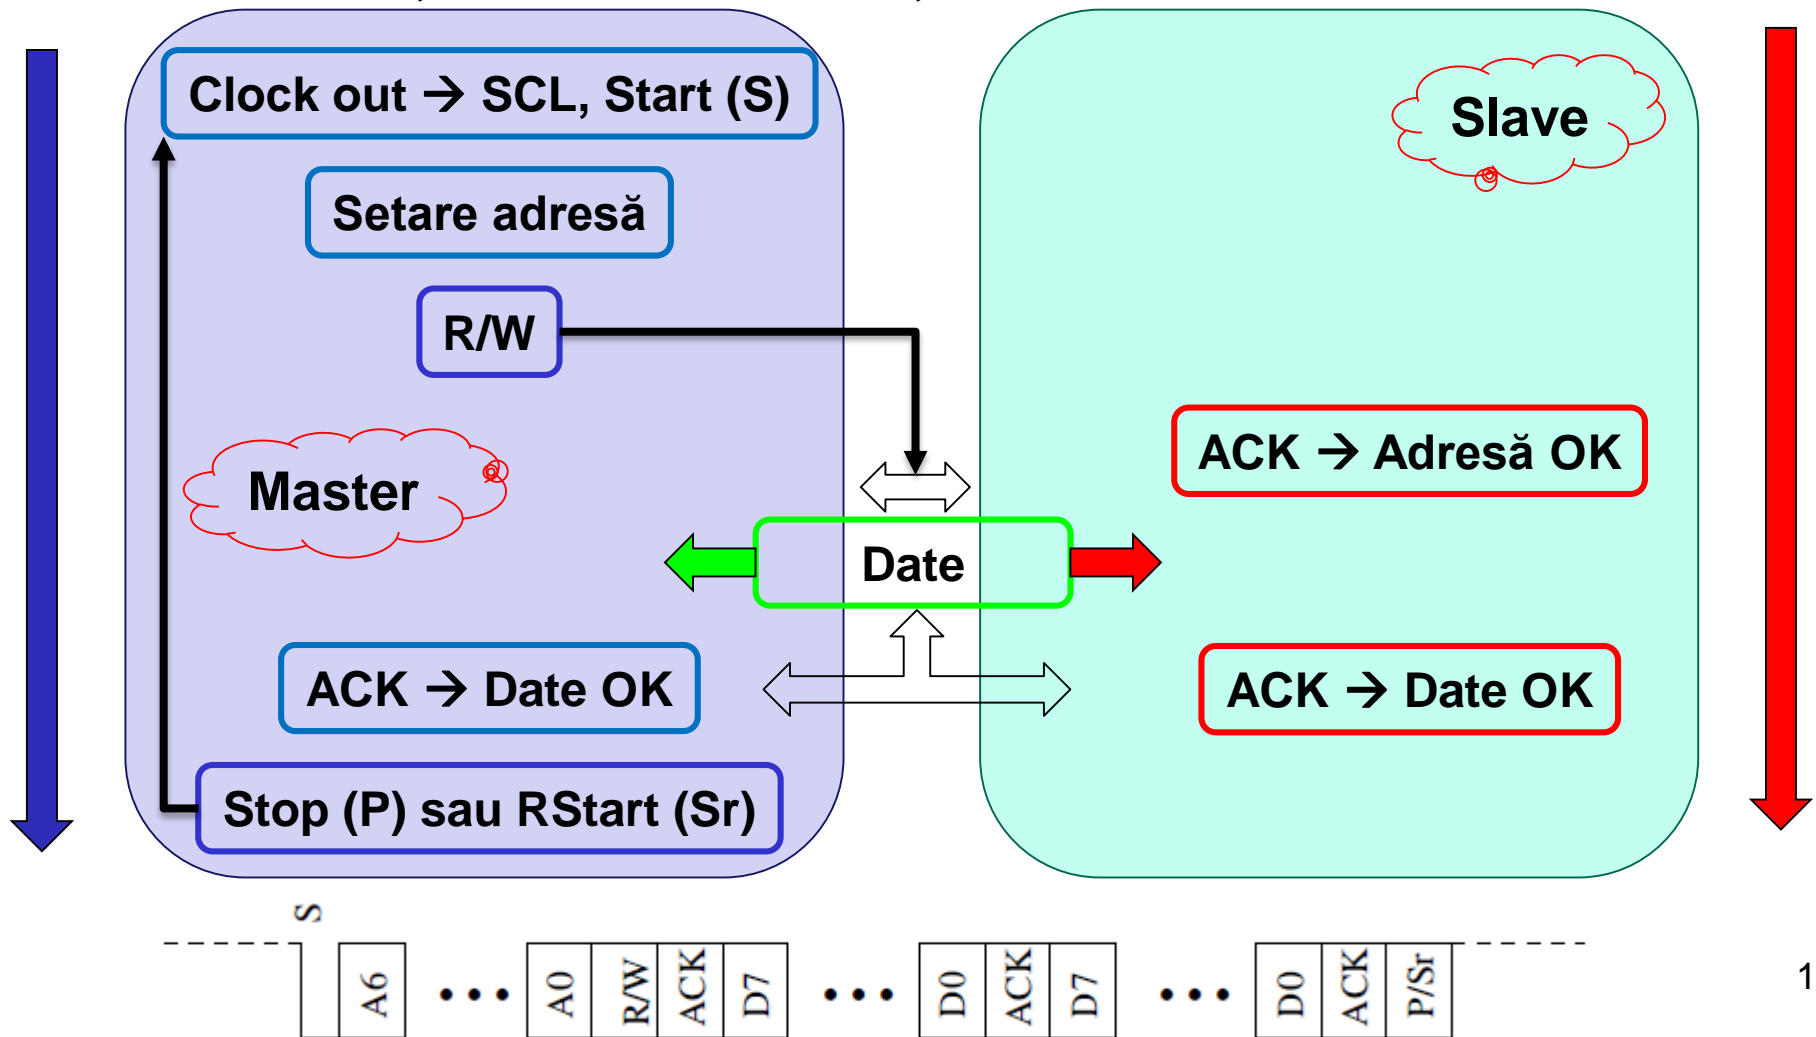 Clock out → SCL, Start (S)
Slave
Setare adresă
R/W
ACK → Adresă OK
Master
Date
ACK → Date OK
ACK → Date OK
Stop (P) sau RStart (Sr)
S
A6 ••• A0 R/W ACK D7 ••• D0 ACK D7 ••• D0 ACK P/Sr
1